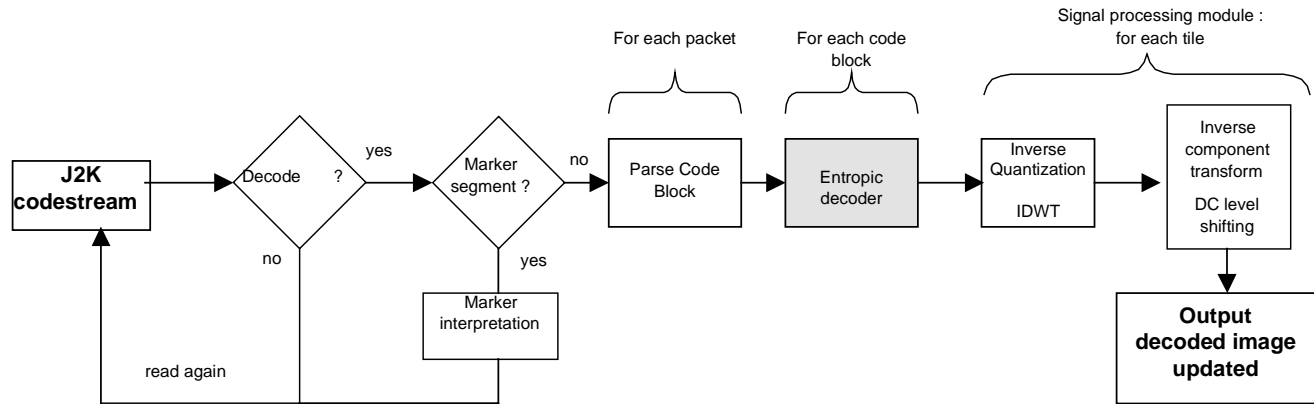 Signal processing module :
for each tile
For each packet
For each code
block
J2K
codestream
Decode ?
yes
no
Marker
segment ?
no
yes
Marker
interpretation
read again
Parse Code
Block
Entropic
decoder
Inverse
Quantization
IDWT
Inverse
component
transform
DC level
shifting
Output
decoded image
updated